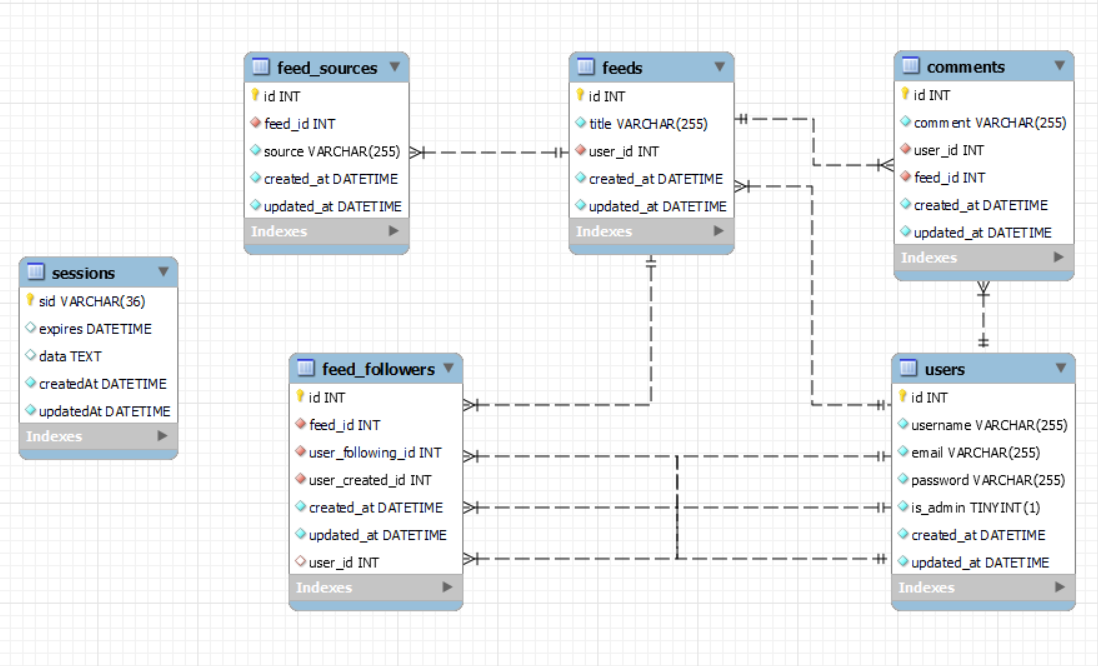 feed_sources
id INT
feed_id INT
source VARCHAR(255)
created_at DATETIME
updated_at DATETIME
Indexes
feeds
id INT
title VARCHAR(255)
user_id INT
created_at DATETIME
updated_at DATETIME
Indexes
comments
id INT
comment VARCHAR(255)
user_id INT
feed_id INT
created_at DATETIME
updated_at DATETIME
Indexes
sessions
sid VARCHAR(36)
expires DATETIME
data TEXT
createdAt DATETIME
updatedAt DATETIME
Indexes
feed_followers
id INT
feed_id INT
user_following_id INT
user_created_id INT
created_at DATETIME
updated_at DATETIME
user_id INT
Indexes
users
id INT
username VARCHAR(255)
email VARCHAR(255)
password VARCHAR(255)
is_admin TINYINT(1)
created_at DATETIME
updated_at DATETIME
Indexes